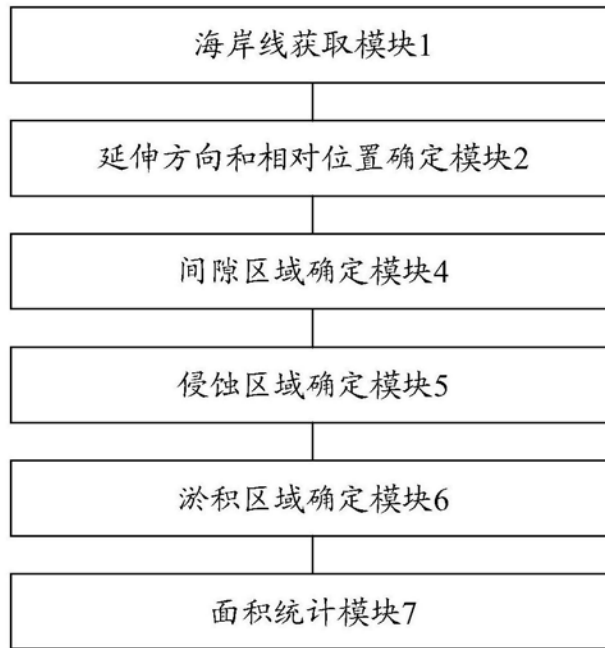 海岸线获取模块1
延伸方向和相对位置确定模块2
间隙区域确定模块4
侵蚀区域确定模块5
淤积区域确定模块6
面积统计模块7